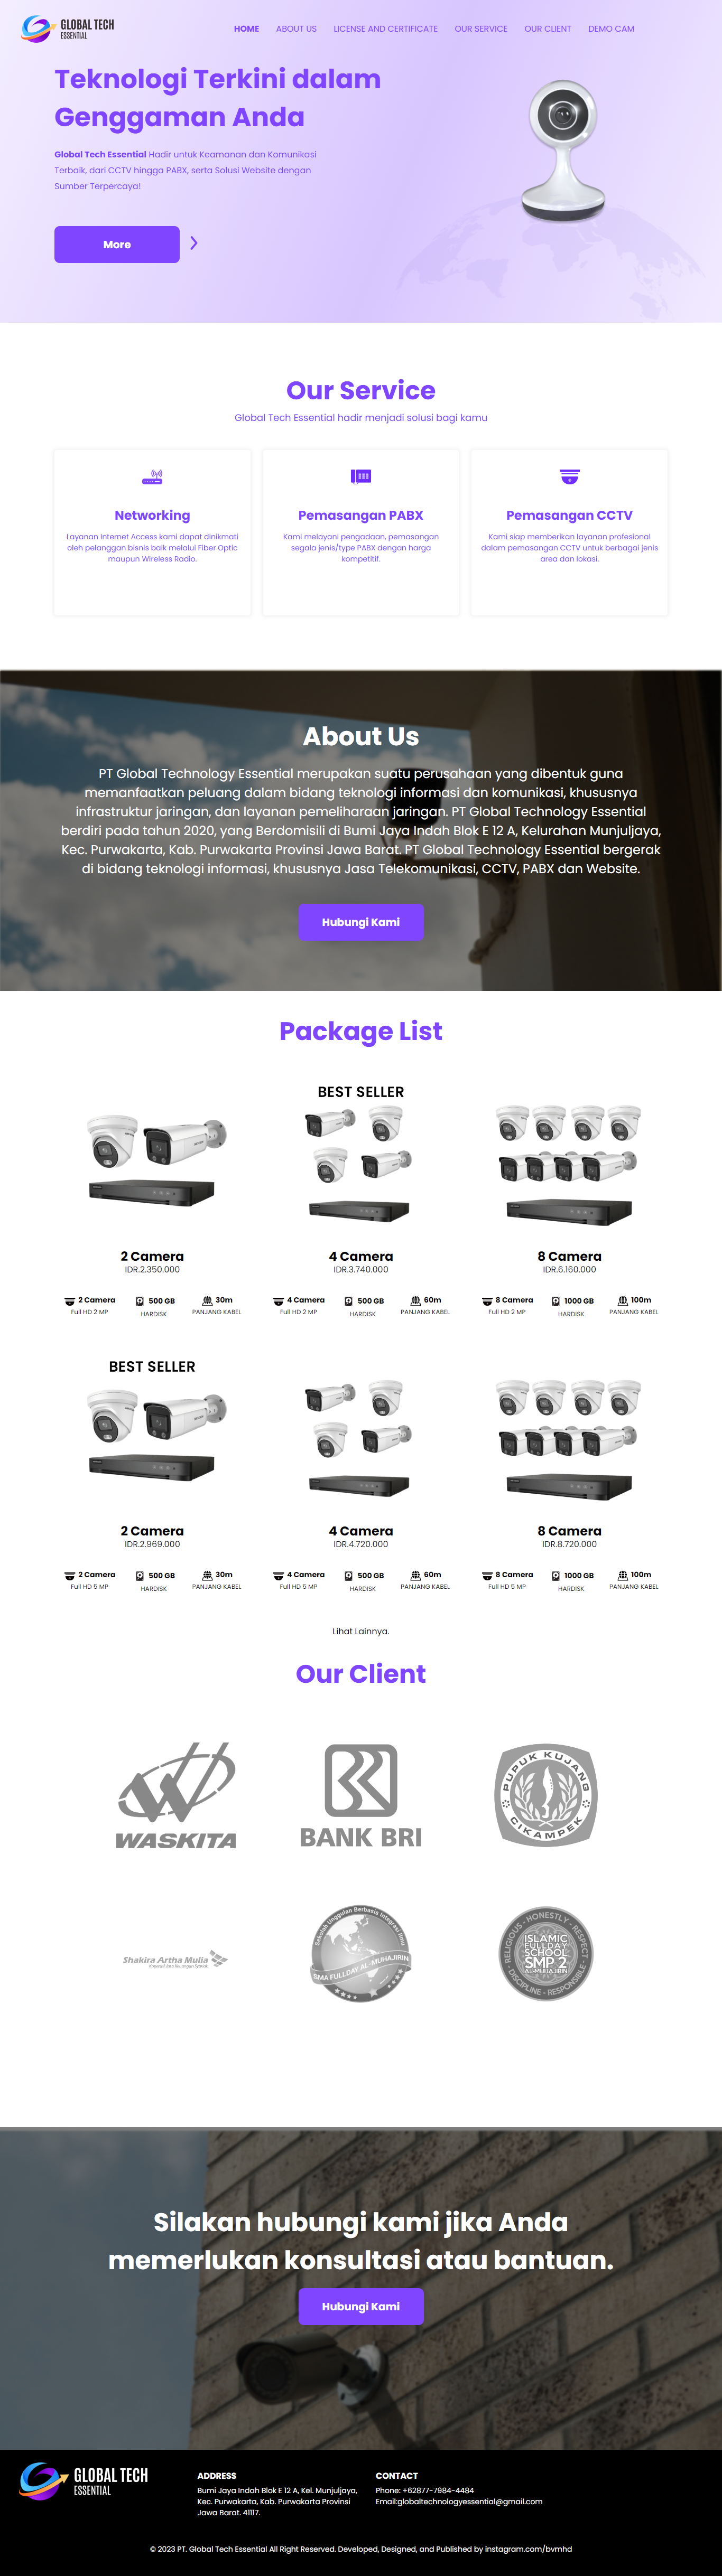 GLOBAL TECH
ESSENTIAL
HOME ABOUT US LICENSE AND CERTIFICATE OUR SERVICE OUR CLIENT DEMO CAM
Teknologi Terkini dalam
Genggaman Anda
Global Tech Essential Hadir untuk Keamanan dan Komunikasi
Terbaik, dari CCTV hingga PABX, serta Solusi Website dengan
Sumber Terpercaya!
More
Our Service
Global Tech Essential hadir menjadi solusi bagi kamu
Networking
Layanan Internet Access kami dapat dinikmati
oleh pelanggan bisnis baik melalui Fiber Optic
maupun Wireless Radio.
Pemasangan PABX
Kami melayani pengadaan, pemasangan
segala jenis/type PABX dengan harga
kompetitif.
Pemasangan CCTV
Kami siap memberikan layanan profesional
dalam pemasangan CCTV untuk berbagai jenis
area dan lokasi.
About Us
PT Global Technology Essential merupakan suatu perusahaan yang dibentuk guna
memanfaatkan peluang dalam bidang teknologi informasi dan komunikasi, khususnya
infrastruktur jaringan, dan layanan pemeliharaan jaringan. PT Global Technology Essential
berdiri pada tahun 2020, yang Berdomisili di Bumi Jaya Indah Blok E 12 A, Kelurahan Munjuljaya,
Kec. Purwakarta, Kab. Purwakarta Provinsi Jawa Barat. PT Global Technology Essential bergerak
di bidang teknologi informasi, khususnya Jasa Telekomunikasi, CCTV, PABX dan Website.
Hubungi Kami
Package List
BEST SELLER
2 Camera
IDR.2.350.000
2 Camera 500 GB 30m
Full HD 2 MP HARDISK PANJANG KABEL
4 Camera
IDR.3.740.000
4 Camera 500 GB 60m
Full HD 2 MP HARDISK PANJANG KABEL
8 Camera
IDR.6.160.000
8 Camera 1000 GB 100m
Full HD 2 MP HARDISK PANJANG KABEL
BEST SELLER
2 Camera
IDR.2.969.000
2 Camera 500 GB 30m
Full HD 5 MP HARDISK PANJANG KABEL
4 Camera
IDR.4.720.000
4 Camera 500 GB 60m
Full HD 5 MP HARDISK PANJANG KABEL
8 Camera
IDR.8.720.000
8 Camera 1000 GB 100m
Full HD 5 MP HARDISK PANJANG KABEL
Lihat Lainnya.
Our Client
WASKITA
BANK BRI
PUPUK KUJANG
CIKAMPEK
Shakira Artha Mulia
Koperasi Jasa Keuangan Syariah
Sekolah Unggulan Berbasis Integrasi Ilmu
SMA FULLDAY AL-MUHAJIRIN
RELIGIOUS - HONESTLY - RESPECT
ISLAMIC
FULLDAY
SCHOOL
SMP 2
AL-MUHAJIRIN
DISCIPLINE - RESPONSIBLE
Silakan hubungi kami jika Anda
memerlukan konsultasi atau bantuan.
Hubungi Kami
GLOBAL TECH
ESSENTIAL
ADDRESS
Bumi Jaya Indah Blok E 12 A, Kel. Munjuljaya,
Kec. Purwakarta, Kab. Purwakarta Provinsi
Jawa Barat. 41117.
CONTACT
Phone: +62877-7984-4484
Email:globaltechnologyessential@gmail.com
© 2023 PT. Global Tech Essential All Right Reserved. Developed, Designed, and Published by instagram.com/bvmhd